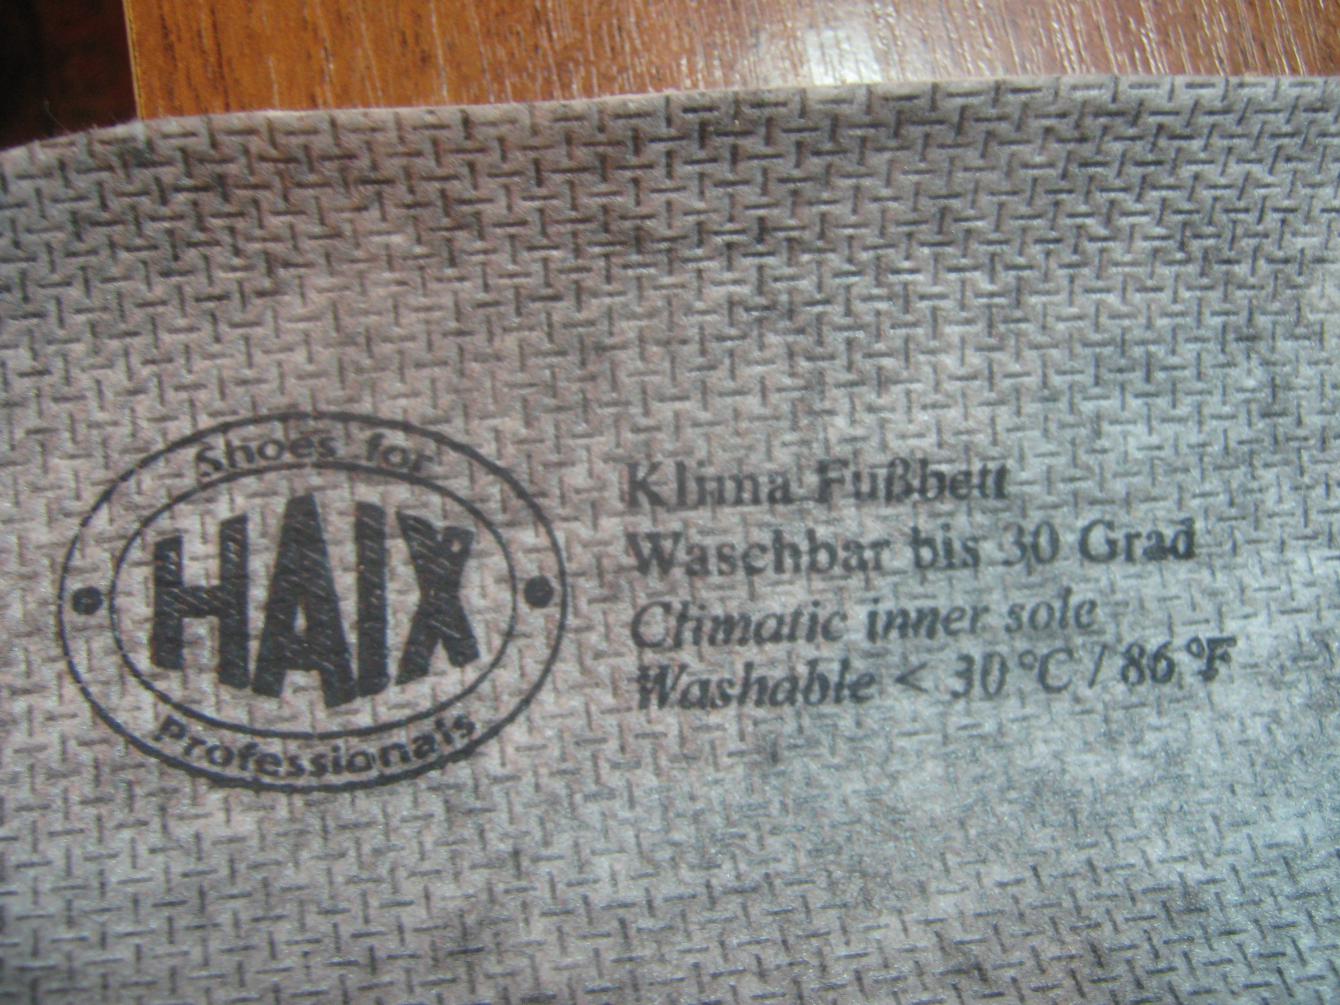 Shoes for
HAIX
Professionals
Klima Fußbett
Waschbar bis 30 Grad
Climatic inner sole
Washable < 30°C / 86°F